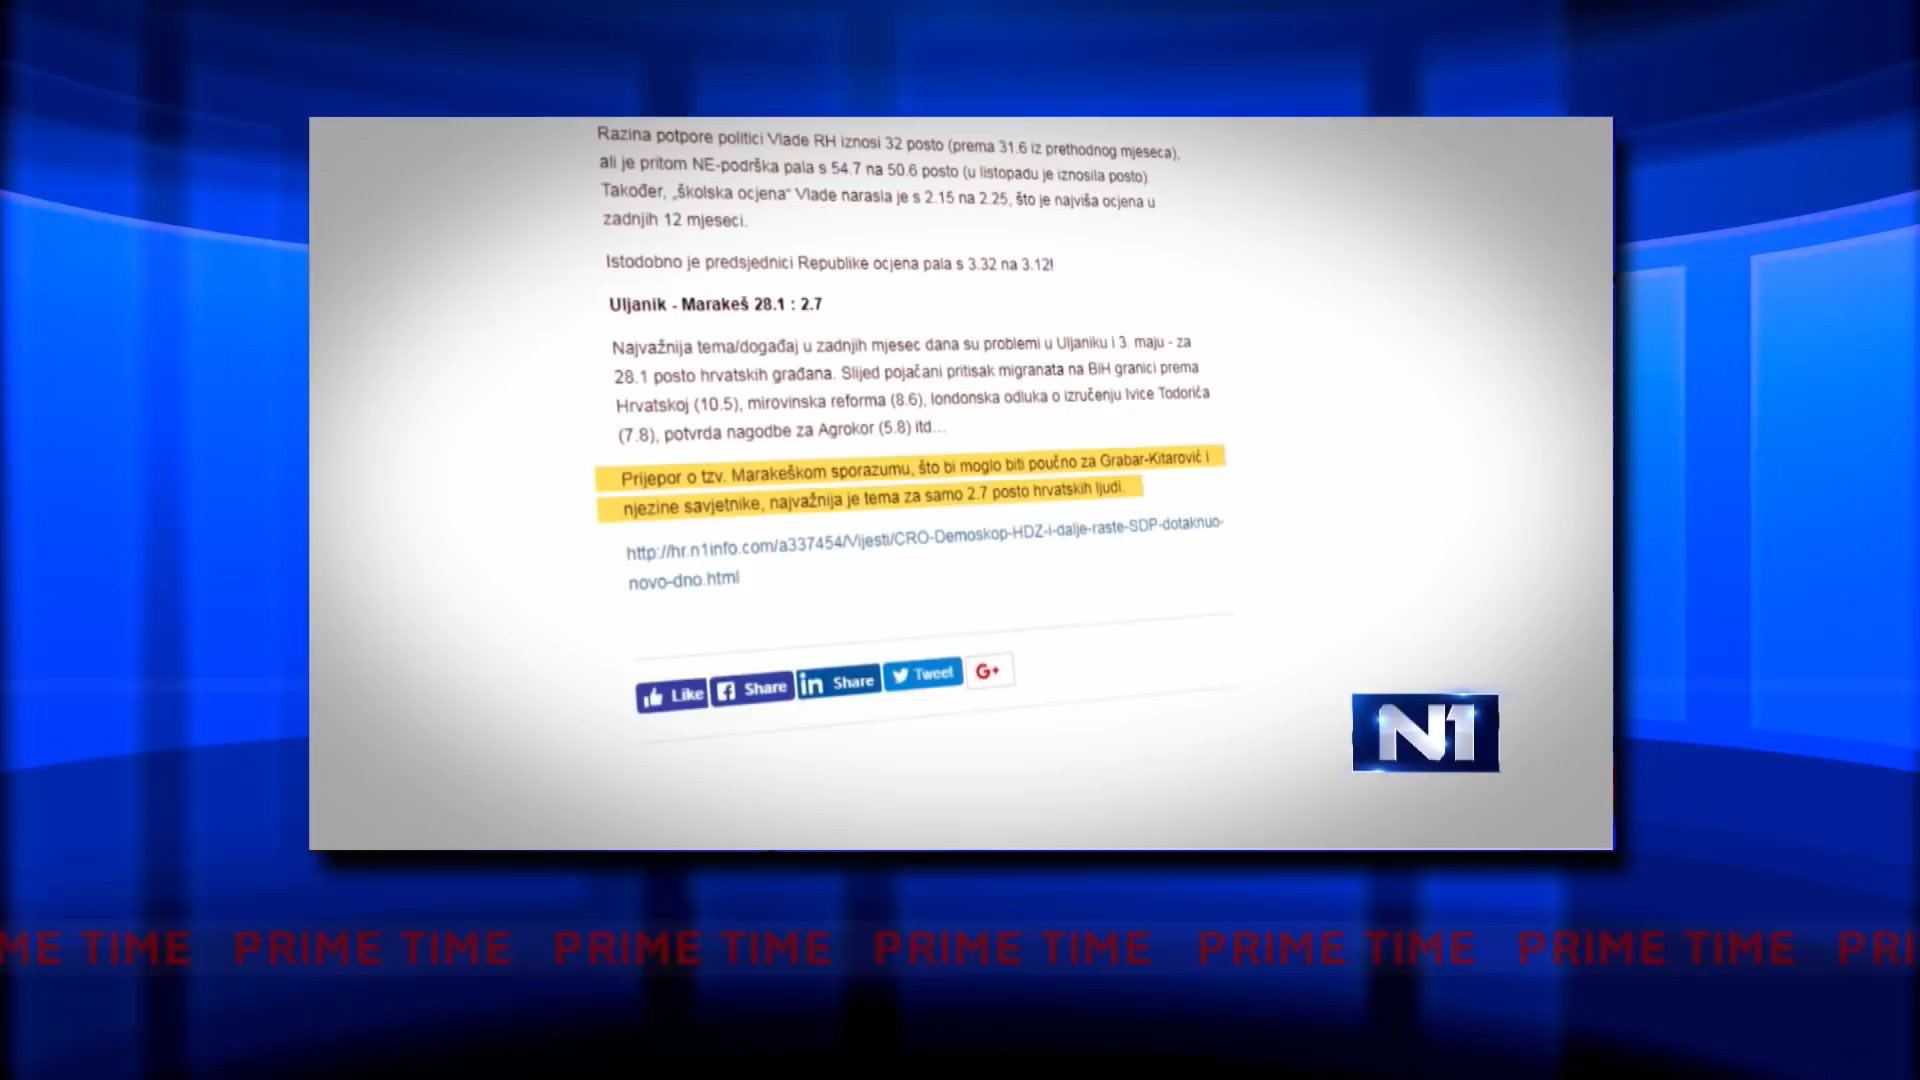 Razina potpore politici Vlade RH iznosi 32 posto (prema 31.6 iz prethodnog mjeseca),
ali je pritom NE-podrška pala s 54.7 na 50.6 posto (u listopadu je iznosila posto).
Također, „školska ocjena“ Vlade narasla je s 2.15 na 2.25, što je najviša ocjena u
zadnjih 12 mjeseci.
Istodobno je predsjednici Republike ocjena pala s 3.32 na 3.12!
Uljanik - Marakeš 28.1 : 2.7
Najvažnija tema/događaj u zadnjih mjesec dana su problemi u Uljaniku i 3. maju - za
28.1 posto hrvatskih građana. Slijed pojačani pritisak migranata na BiH granici prema
Hrvatskoj (10.5), mirovinska reforma (8.6), londonska odluka o izručenju Ivice Todorića
(7.8), potvrda nagodbe za Agrokor (5.8) itd...
Prijepor o tzv. Marakeškom sporazumu, što bi moglo biti poučno za Grabar-Kitarović i
njezine savjetnike, najvažnija je tema za samo 2.7 posto hrvatskih ljudi.
http://hr.n1info.com/a337454/Vijesti/CRO-Demoskop-HDZ-i-dalje-raste-SDP-dotaknuo-
novo-dno.html
Like Share Share Tweet G+
N1
ME TIME PRIME TIME PRIME TIME PRIME TIME PRIME TIME PRIME TIME PRI